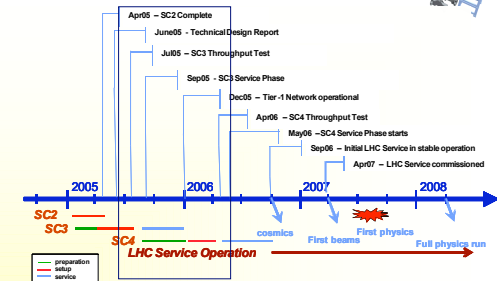 Apr05 – SC2 Complete
June05 - Technical Design Report
Jul05 – SC3 Throughput Test
Sep05 - SC3 Service Phase
Dec05 – Tier-1 Network operational
Apr06 – SC4 Throughput Test
May06 –SC4 Service Phase starts
Sep06 – Initial LHC Service in stable operation
Apr07 – LHC Service commissioned
2005 2006 2007 2008
SC2
SC3
SC4
cosmics
First beams
First physics
Full physics run
LHC Service Operation
preparation
setup
service